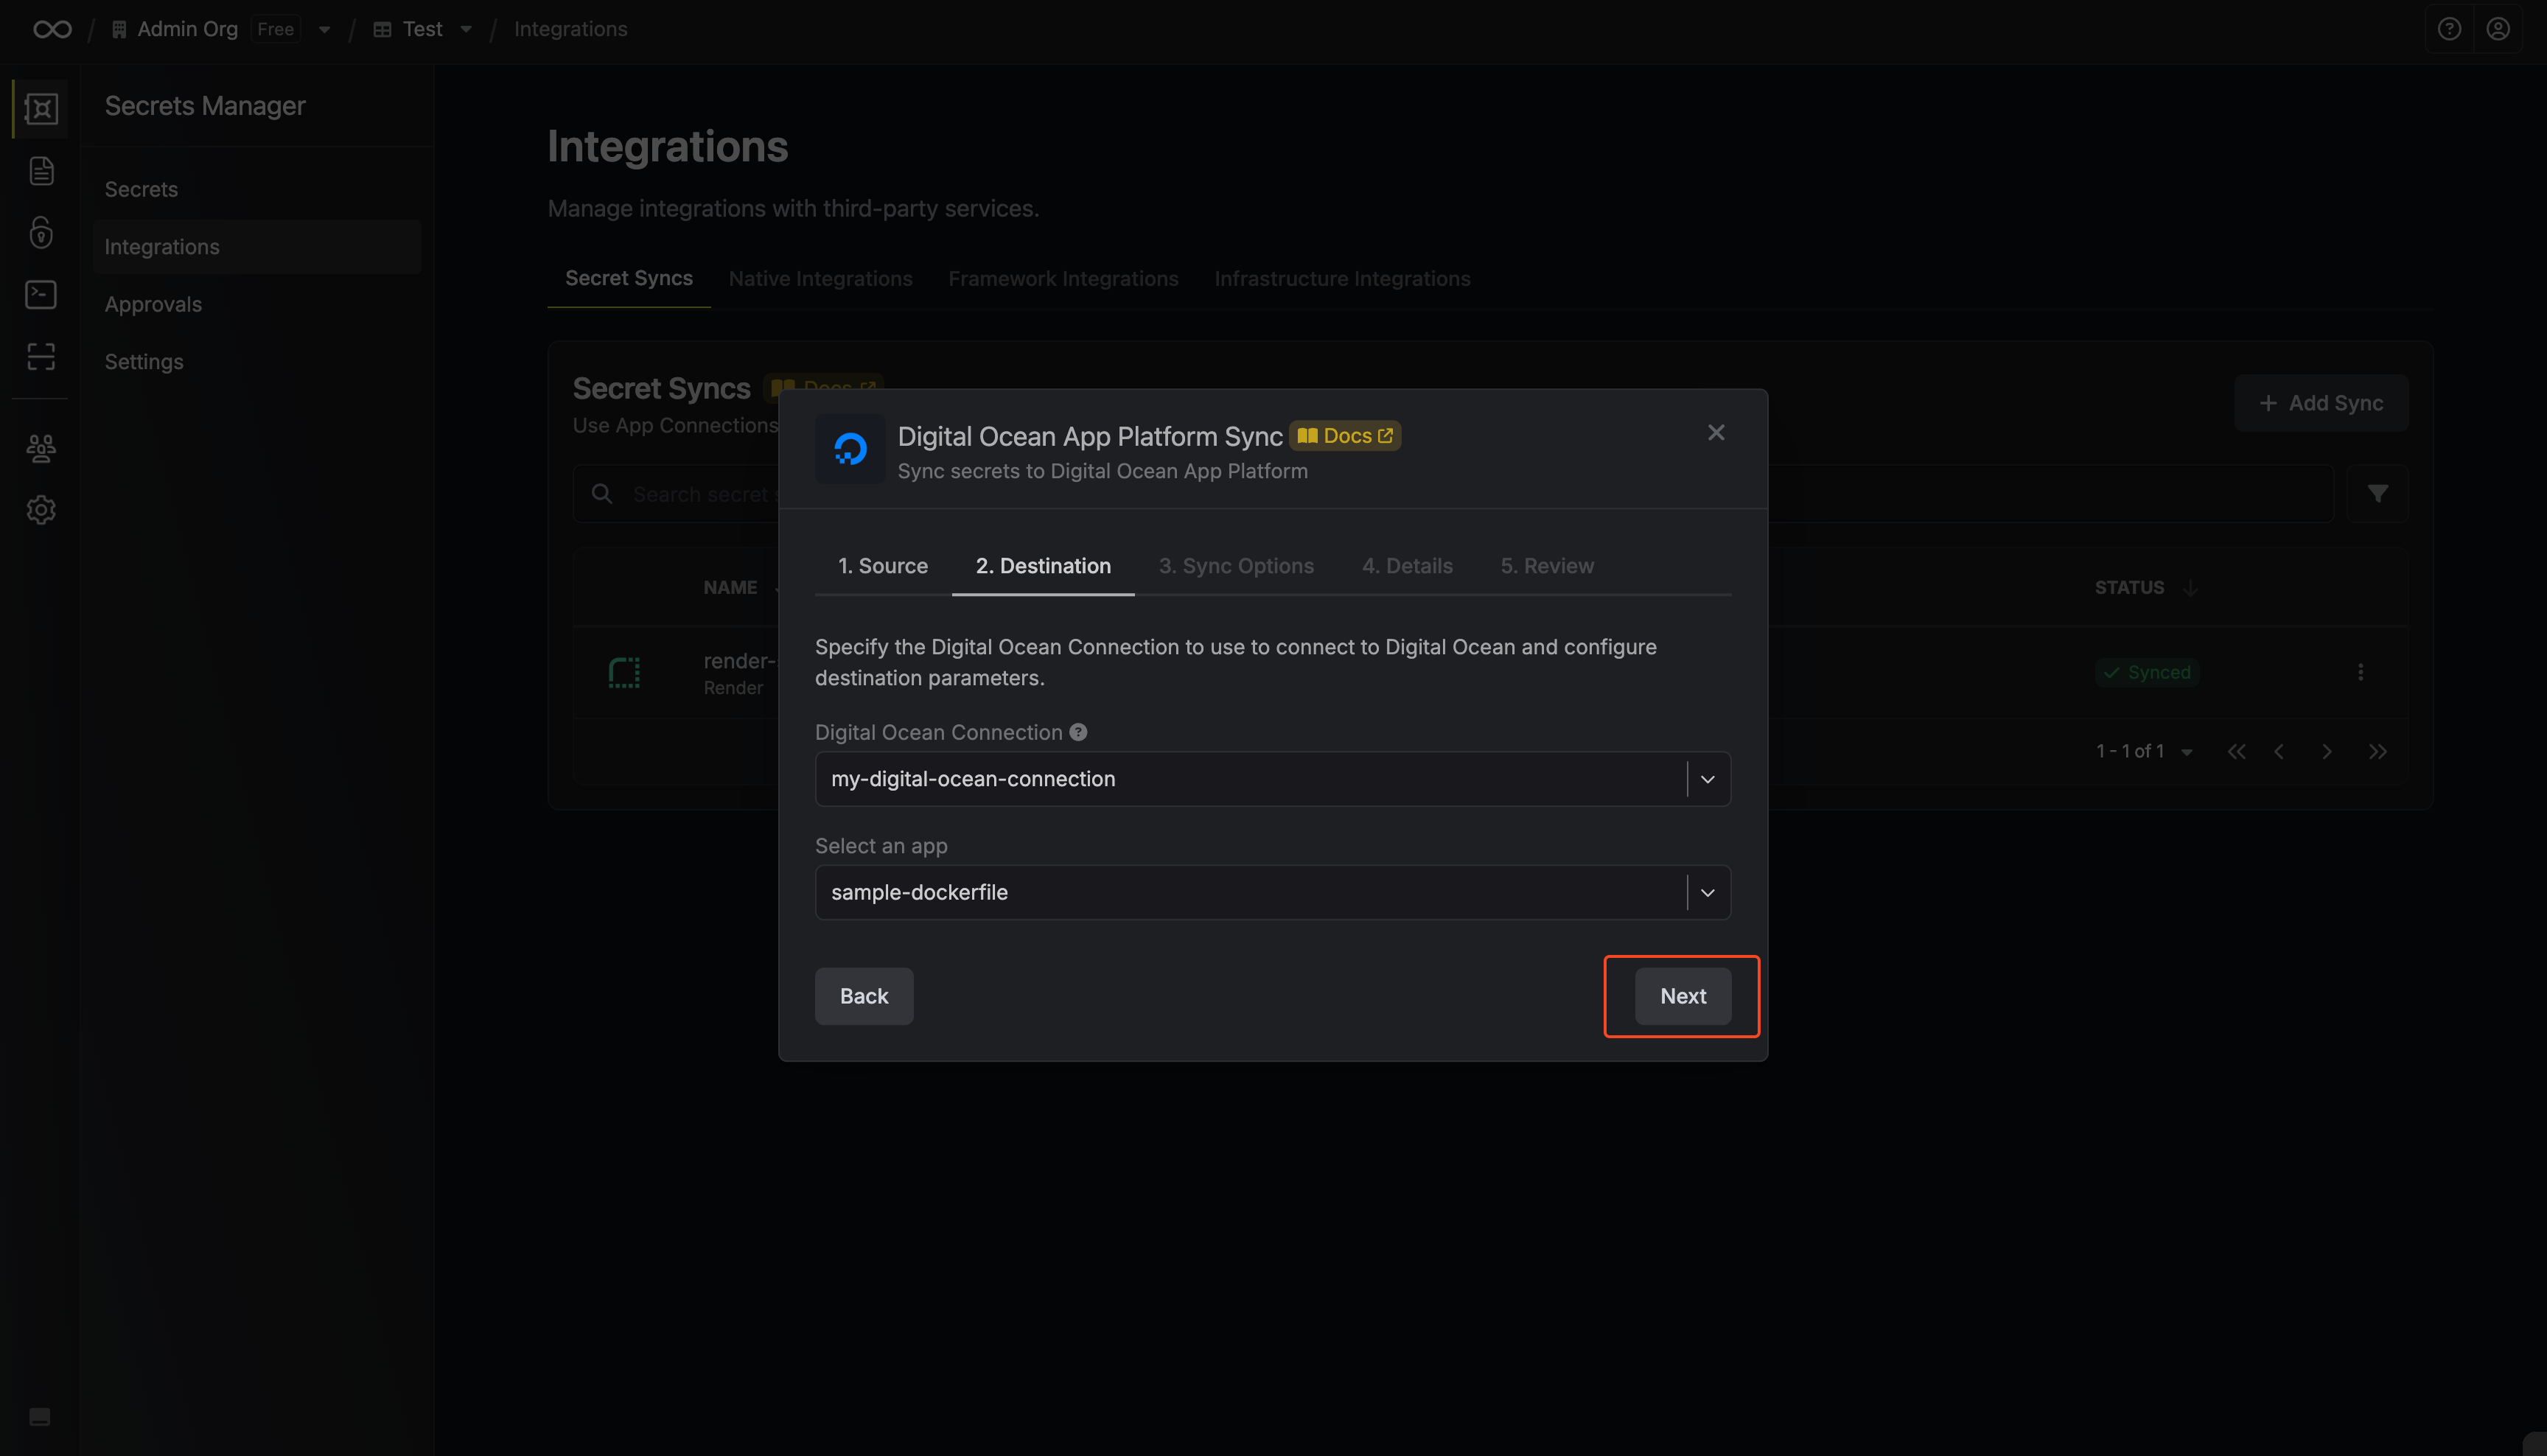 Admin Org Free
Test
Integrations
Secrets Manager
Secrets
Integrations
Approvals
Settings
Integrations
Manage integrations with third-party services.
Secret Syncs Native Integrations Framework Integrations Infrastructure Integrations
Secret Syncs Docs
Use App Connections
+ Add Sync
Search secret
NAME
STATUS
render-
Render
Synced
1 - 1 of 1
Digital Ocean App Platform Sync Docs
Sync secrets to Digital Ocean App Platform
1. Source 2. Destination 3. Sync Options 4. Details 5. Review
Specify the Digital Ocean Connection to use to connect to Digital Ocean and configure
destination parameters.
Digital Ocean Connection
my-digital-ocean-connection
Select an app
sample-dockerfile
Back
Next